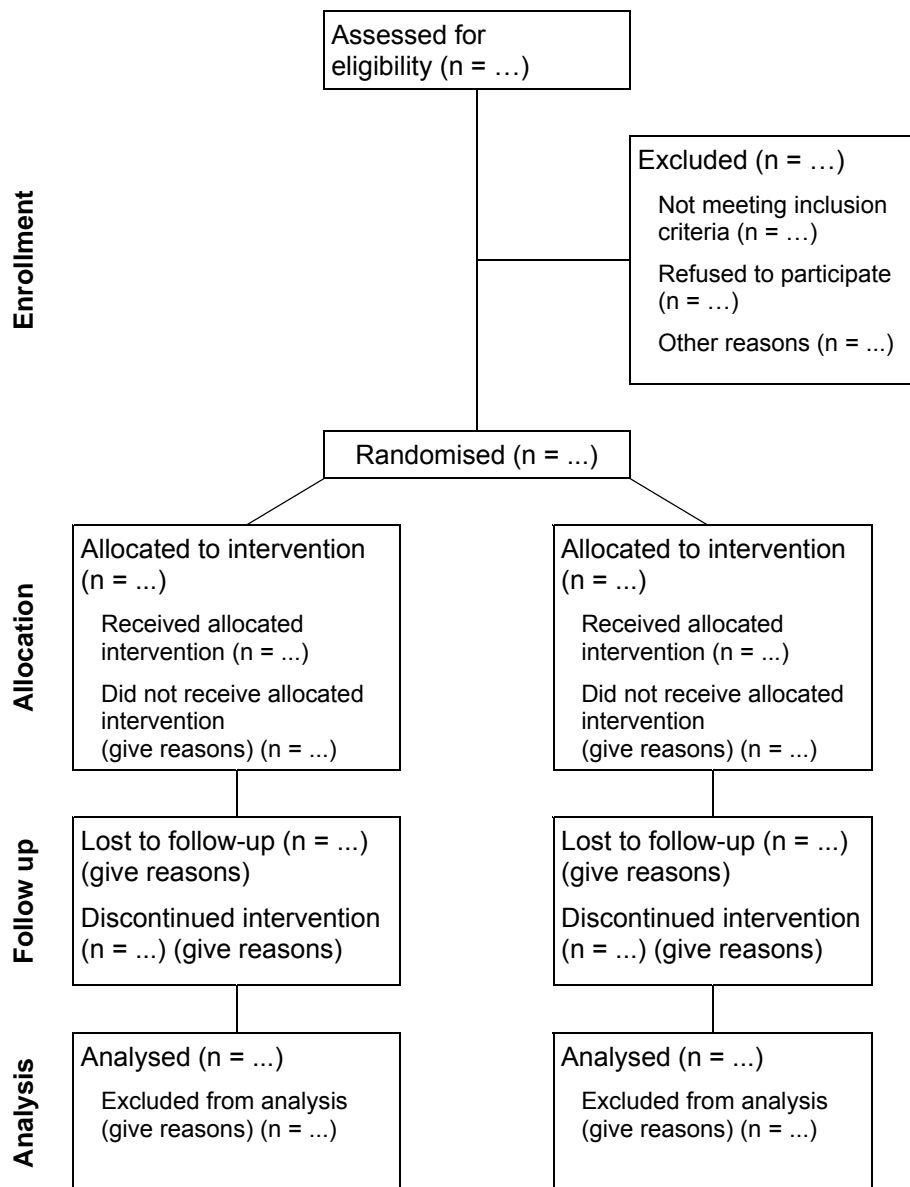 Assessed for
eligibility (n = …)
Enrollment
Excluded (n = …)
Not meeting inclusion
criteria (n = …)
Refused to participate
(n = …)
Other reasons (n = ...)
Randomised (n = ...)
Allocation
Allocated to intervention
(n = ...)
Received allocated
intervention (n = ...)
Did not receive allocated
intervention
(give reasons) (n = ...)
Allocated to intervention
(n = ...)
Received allocated
intervention (n = ...)
Did not receive allocated
intervention
(give reasons) (n = ...)
Follow up
Lost to follow-up (n = ...)
(give reasons)
Discontinued intervention
(n = ...) (give reasons)
Lost to follow-up (n = ...)
(give reasons)
Discontinued intervention
(n = ...) (give reasons)
Analysis
Analysed (n = ...)
Excluded from analysis
(give reasons) (n = ...)
Analysed (n = ...)
Excluded from analysis
(give reasons) (n = ...)